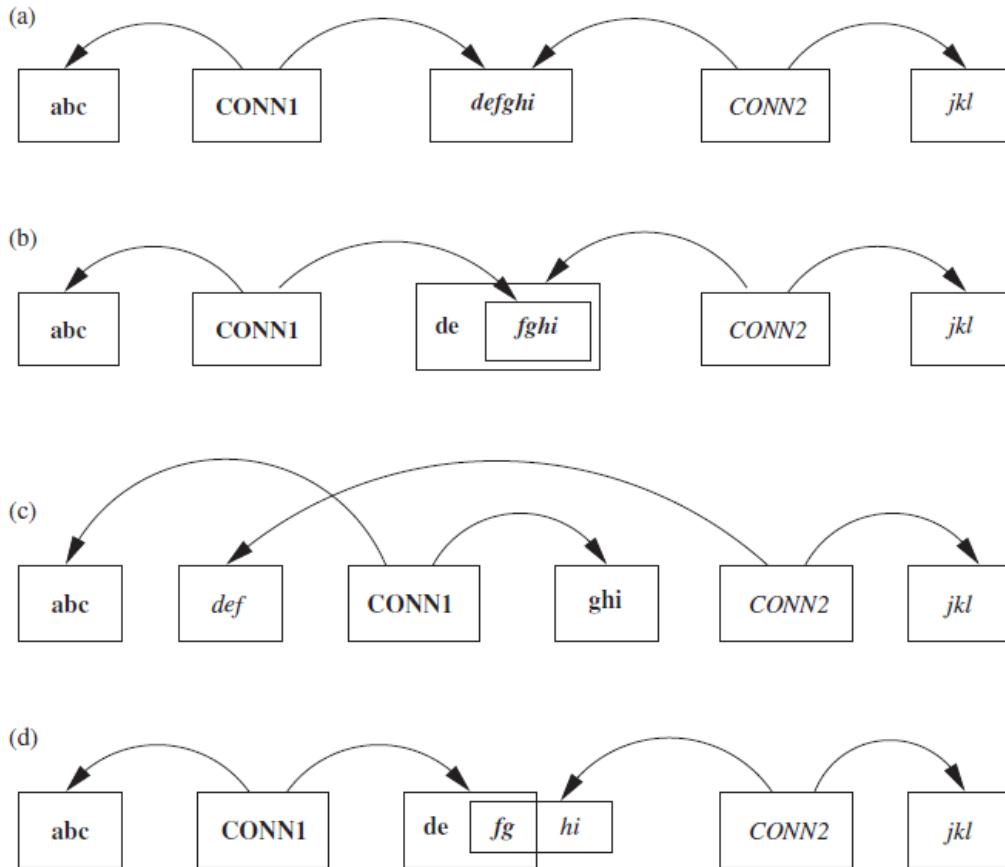 (a)
abc CONN1 defghi CONN2 jkl
(b)
abc CONN1 de fghi CONN2 jkl
(c)
abc def CONN1 ghi CONN2 jkl
(d)
abc CONN1 de fg hi CONN2 jkl